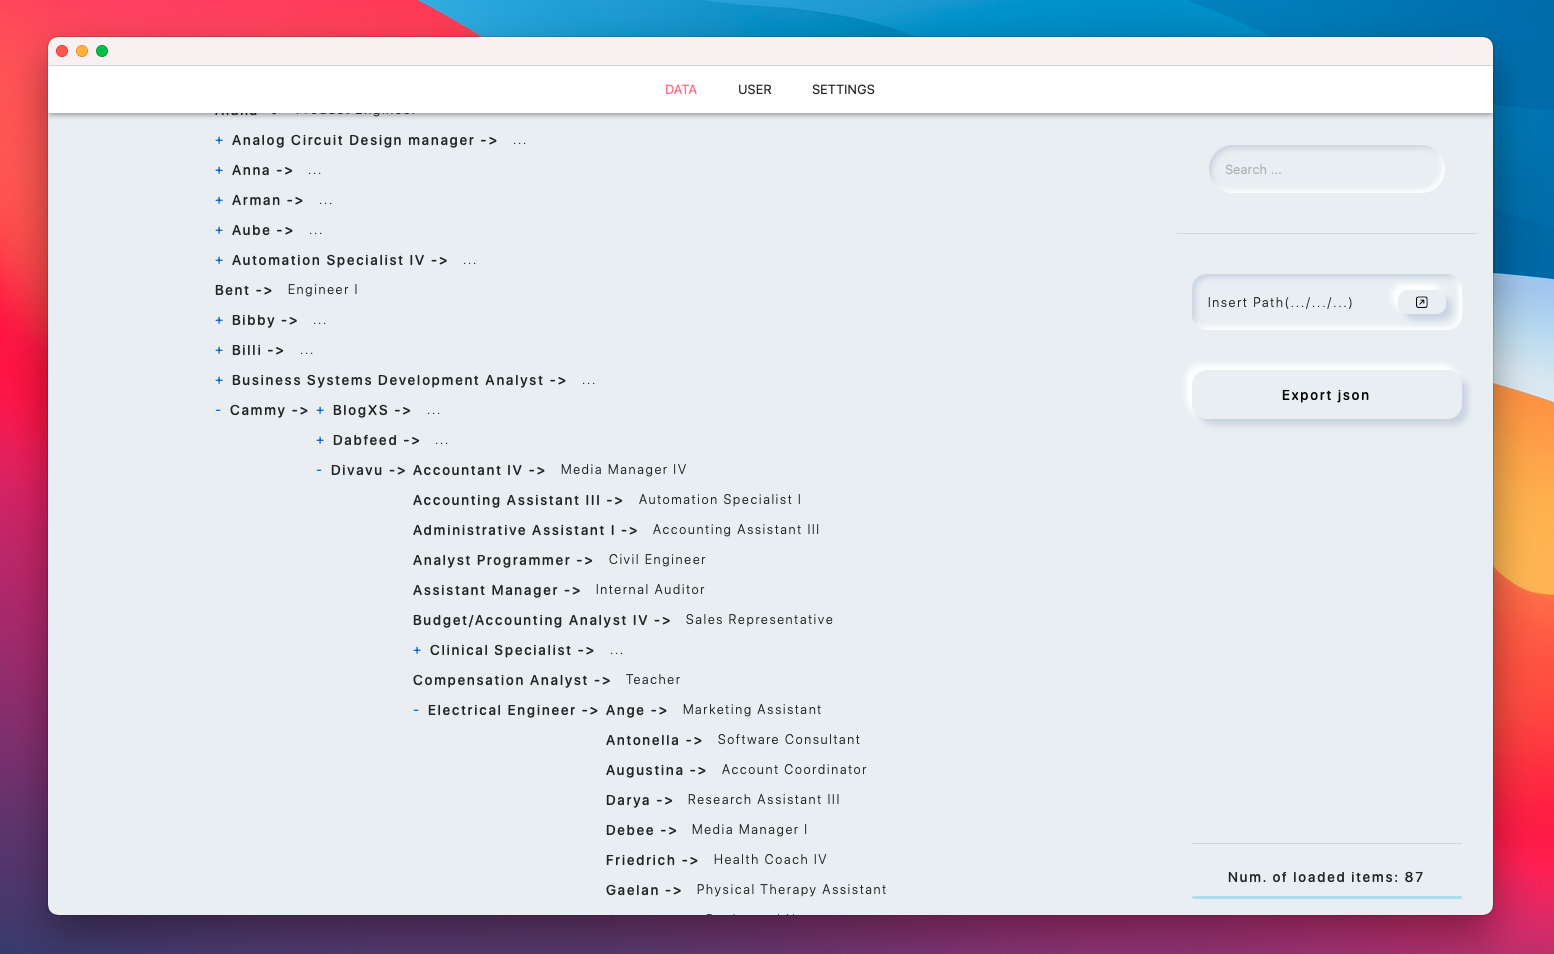 DATA USER SETTINGS
+ Analog Circuit Design manager -> ...
+ Anna -> ...
+ Arman -> ...
+ Aube -> ...
+ Automation Specialist IV -> ...
Bent -> Engineer I
+ Bibby -> ...
+ Billi -> ...
+ Business Systems Development Analyst -> ...
- Cammy -> + BlogXS -> ...
+ Dabfeed -> ...
- Divavu -> Accountant IV -> Media Manager IV
Accounting Assistant III -> Automation Specialist I
Administrative Assistant I -> Accounting Assistant III
Analyst Programmer -> Civil Engineer
Assistant Manager -> Internal Auditor
Budget/Accounting Analyst IV -> Sales Representative
+ Clinical Specialist -> ...
Compensation Analyst -> Teacher
- Electrical Engineer -> Ange -> Marketing Assistant
Antonella -> Software Consultant
Augustina -> Account Coordinator
Darya -> Research Assistant III
Debee -> Media Manager I
Friedrich -> Health Coach IV
Gaelan -> Physical Therapy Assistant
Search ...
Insert Path(.../.../...)
Export json
Num. of loaded items: 87